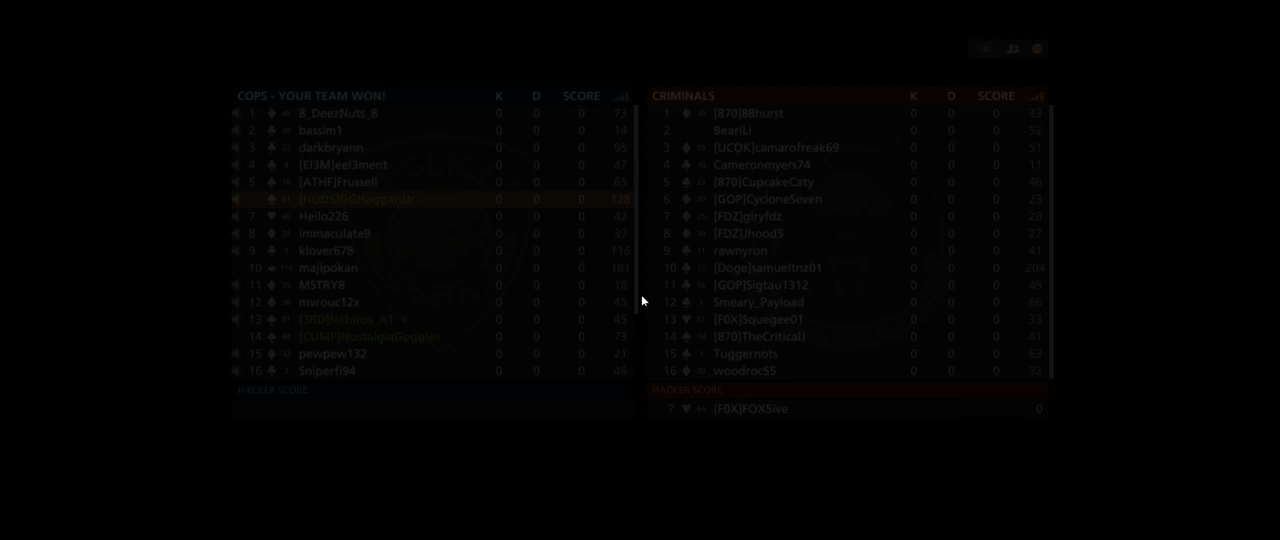 COPS - YOUR TEAM WON! K D SCORE
1 8_DeezNuts_8 0 0 0 73
2 bassim1 0 0 0 14
3 darkbryann 0 0 0 95
4 [El3M]eel3ment 0 0 0 47
5 [ATHF]Frussell 0 0 0 65
[HUDS]GGHaggardJr 0 0 0 128
7 Heilo226 0 0 0 42
8 immaculate9 0 0 0 37
9 klover678 0 0 0 116
10 majipokan 0 0 0 181
11 MSTRY8 0 0 0 18
12 mvrouc12x 0 0 0 45
13 [3RD]Nebiros_AT 0 0 0 45
14 [CUMP]NostalgiaGoggles 0 0 0 73
15 pewpew132 0 0 0 21
16 Sniperfi94 0 0 0 46
HACKER SCORE
CRIMINALS K D SCORE
1 [870]88hurst 0 0 0 33
2 BeariLi 0 0 0 52
3 [UCOK]camarofreak69 0 0 0 51
4 Cameronmyers74 0 0 0 11
5 [870]CupcakeCaty 0 0 0 46
6 [GOP]CycloneSeven 0 0 0 23
7 [FDZ]glryfdz 0 0 0 28
8 [FDZ]Jhood5 0 0 0 27
9 rawnyron 0 0 0 41
10 [Doge]samueltnz01 0 0 0 204
11 [GOP]Sigtau1312 0 0 0 45
12 Smeary_Payload 0 0 0 66
13 [F0X]Squegee01 0 0 0 33
14 [870]TheCriticalJ 0 0 0 41
15 Tuggernots 0 0 0 63
16 woodroc55 0 0 0 32
HACKER SCORE
7 [F0X]FOX5ive 0